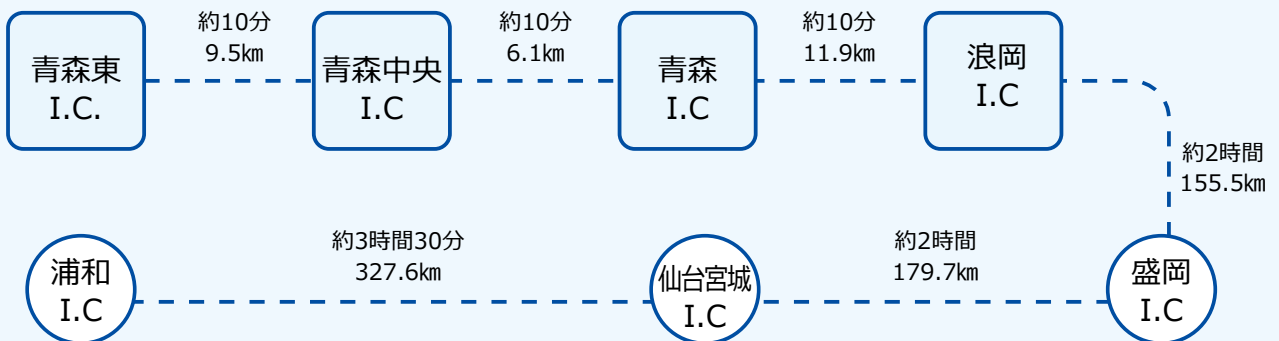 約10分
9.5km
約10分
6.1km
約10分
11.9km
青森東
I.C.
青森中央
I.C
青森
I.C
浪岡
I.C
約2時間
155.5㎞
約3時間30分
327.6㎞
約2時間
179.7㎞
浦和
I.C
仙台宮城
I.C
盛岡
I.C